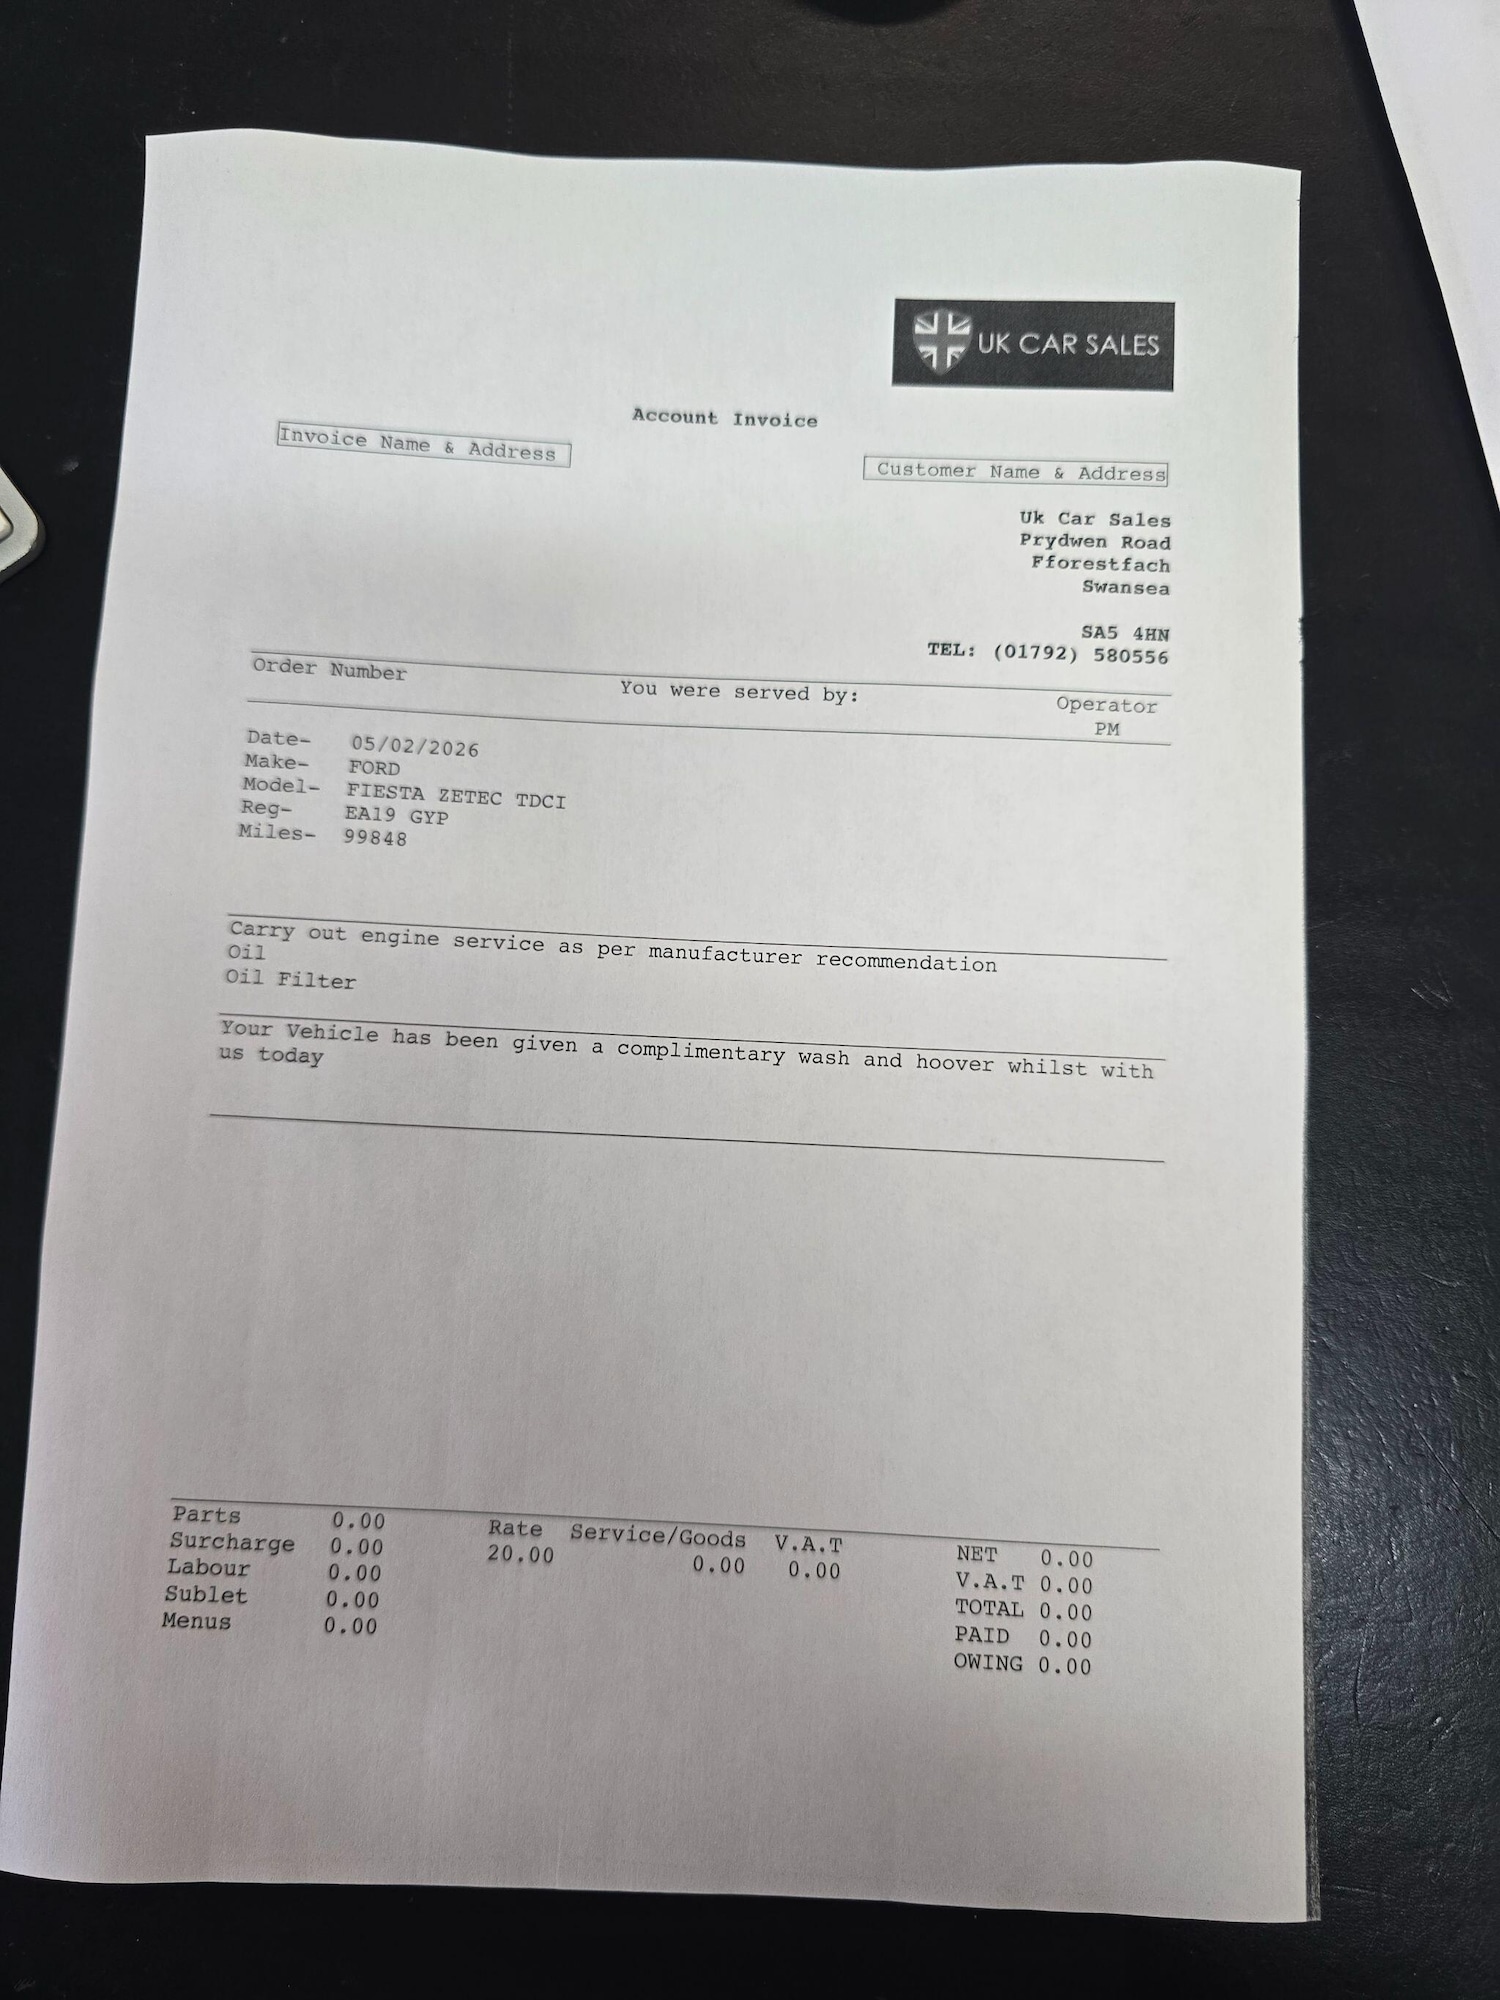 UK CAR SALES
Account Invoice
Invoice Name & Address
Customer Name & Address
Uk Car Sales
Prydwen Road
Fforestfach
Swansea
SA5 4HN
TEL: (01792) 580556
Order Number
You were served by:
Operator
PM
Date- 05/02/2026
Make- FORD
Model- FIESTA ZETEC TDCI
Reg- EA19 GYP
Miles- 99848
Carry out engine service as per manufacturer recommendation
Oil
Oil Filter
Your Vehicle has been given a complimentary wash and hoover whilst with
us today
Parts 0.00
Surcharge 0.00
Labour 0.00
Sublet 0.00
Menus 0.00
Rate Service/Goods V.A.T
20.00 0.00 0.00
NET 0.00
V.A.T 0.00
TOTAL 0.00
PAID 0.00
OWING 0.00